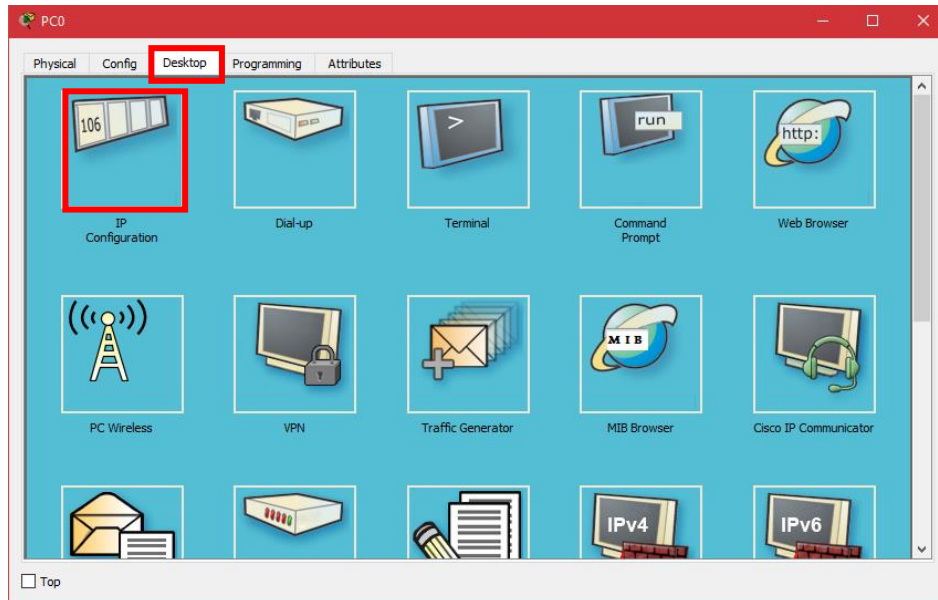 PC0
Physical Config Desktop Programming Attributes
106
>
run
http:
IP
Configuration
Dial-up
Terminal
Command
Prompt
Web Browser
MIB
PC Wireless
VPN
Traffic Generator
MIB Browser
Cisco IP Communicator
IPv4
IPv6
Top